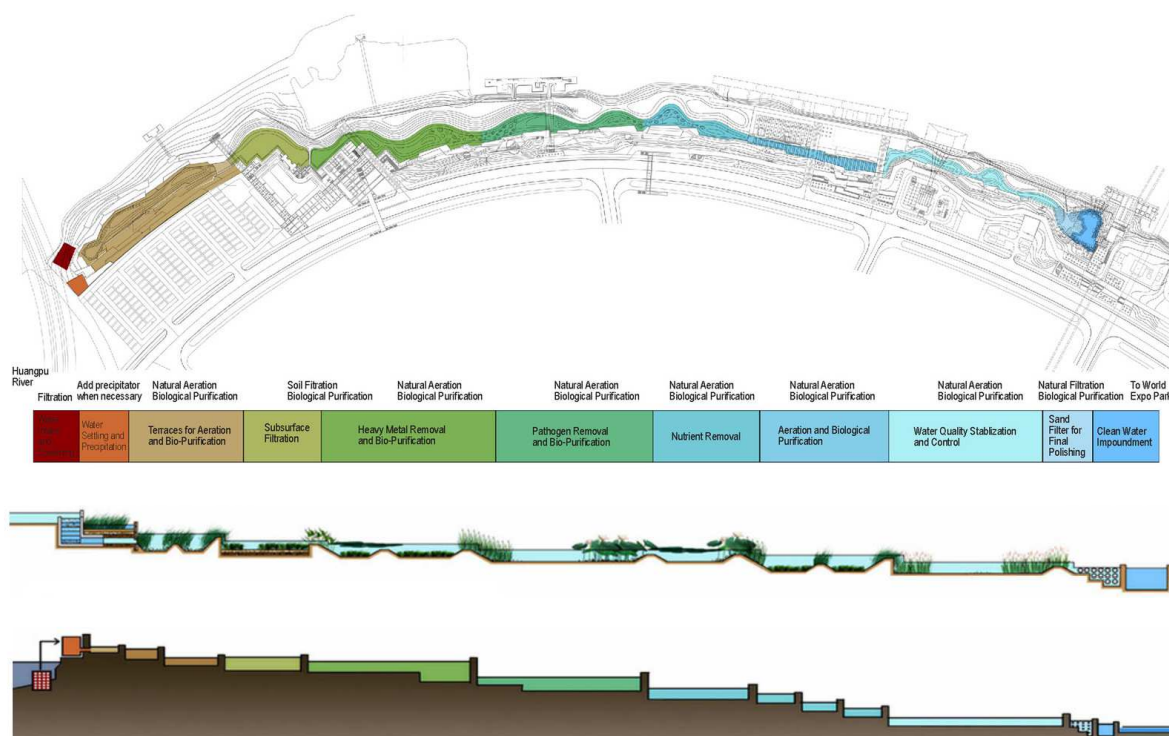 Huangpu
River
Filtration
Add precipitator
when necessary
Natural Aeration
Biological Purification
Soil Filtration
Biological Purification
Natural Aeration
Biological Purification
Natural Aeration
Biological Purification
Natural Aeration
Biological Purification
Natural Aeration
Biological Purification
Natural Aeration
Biological Purification
Natural Filtration
Biological Purification
To World
Expo Park
Water
Settling and
Precipitation
Terraces for Aeration
and Bio-Purification
Subsurface
Filtration
Heavy Metal Removal
and Bio-Purification
Pathogen Removal
and Bio-Purification
Nutrient Removal
Aeration and Biological
Purification
Water Quality Stablization
and Control
Sand
Filter for
Final
Polishing
Clean Water
Impoundment